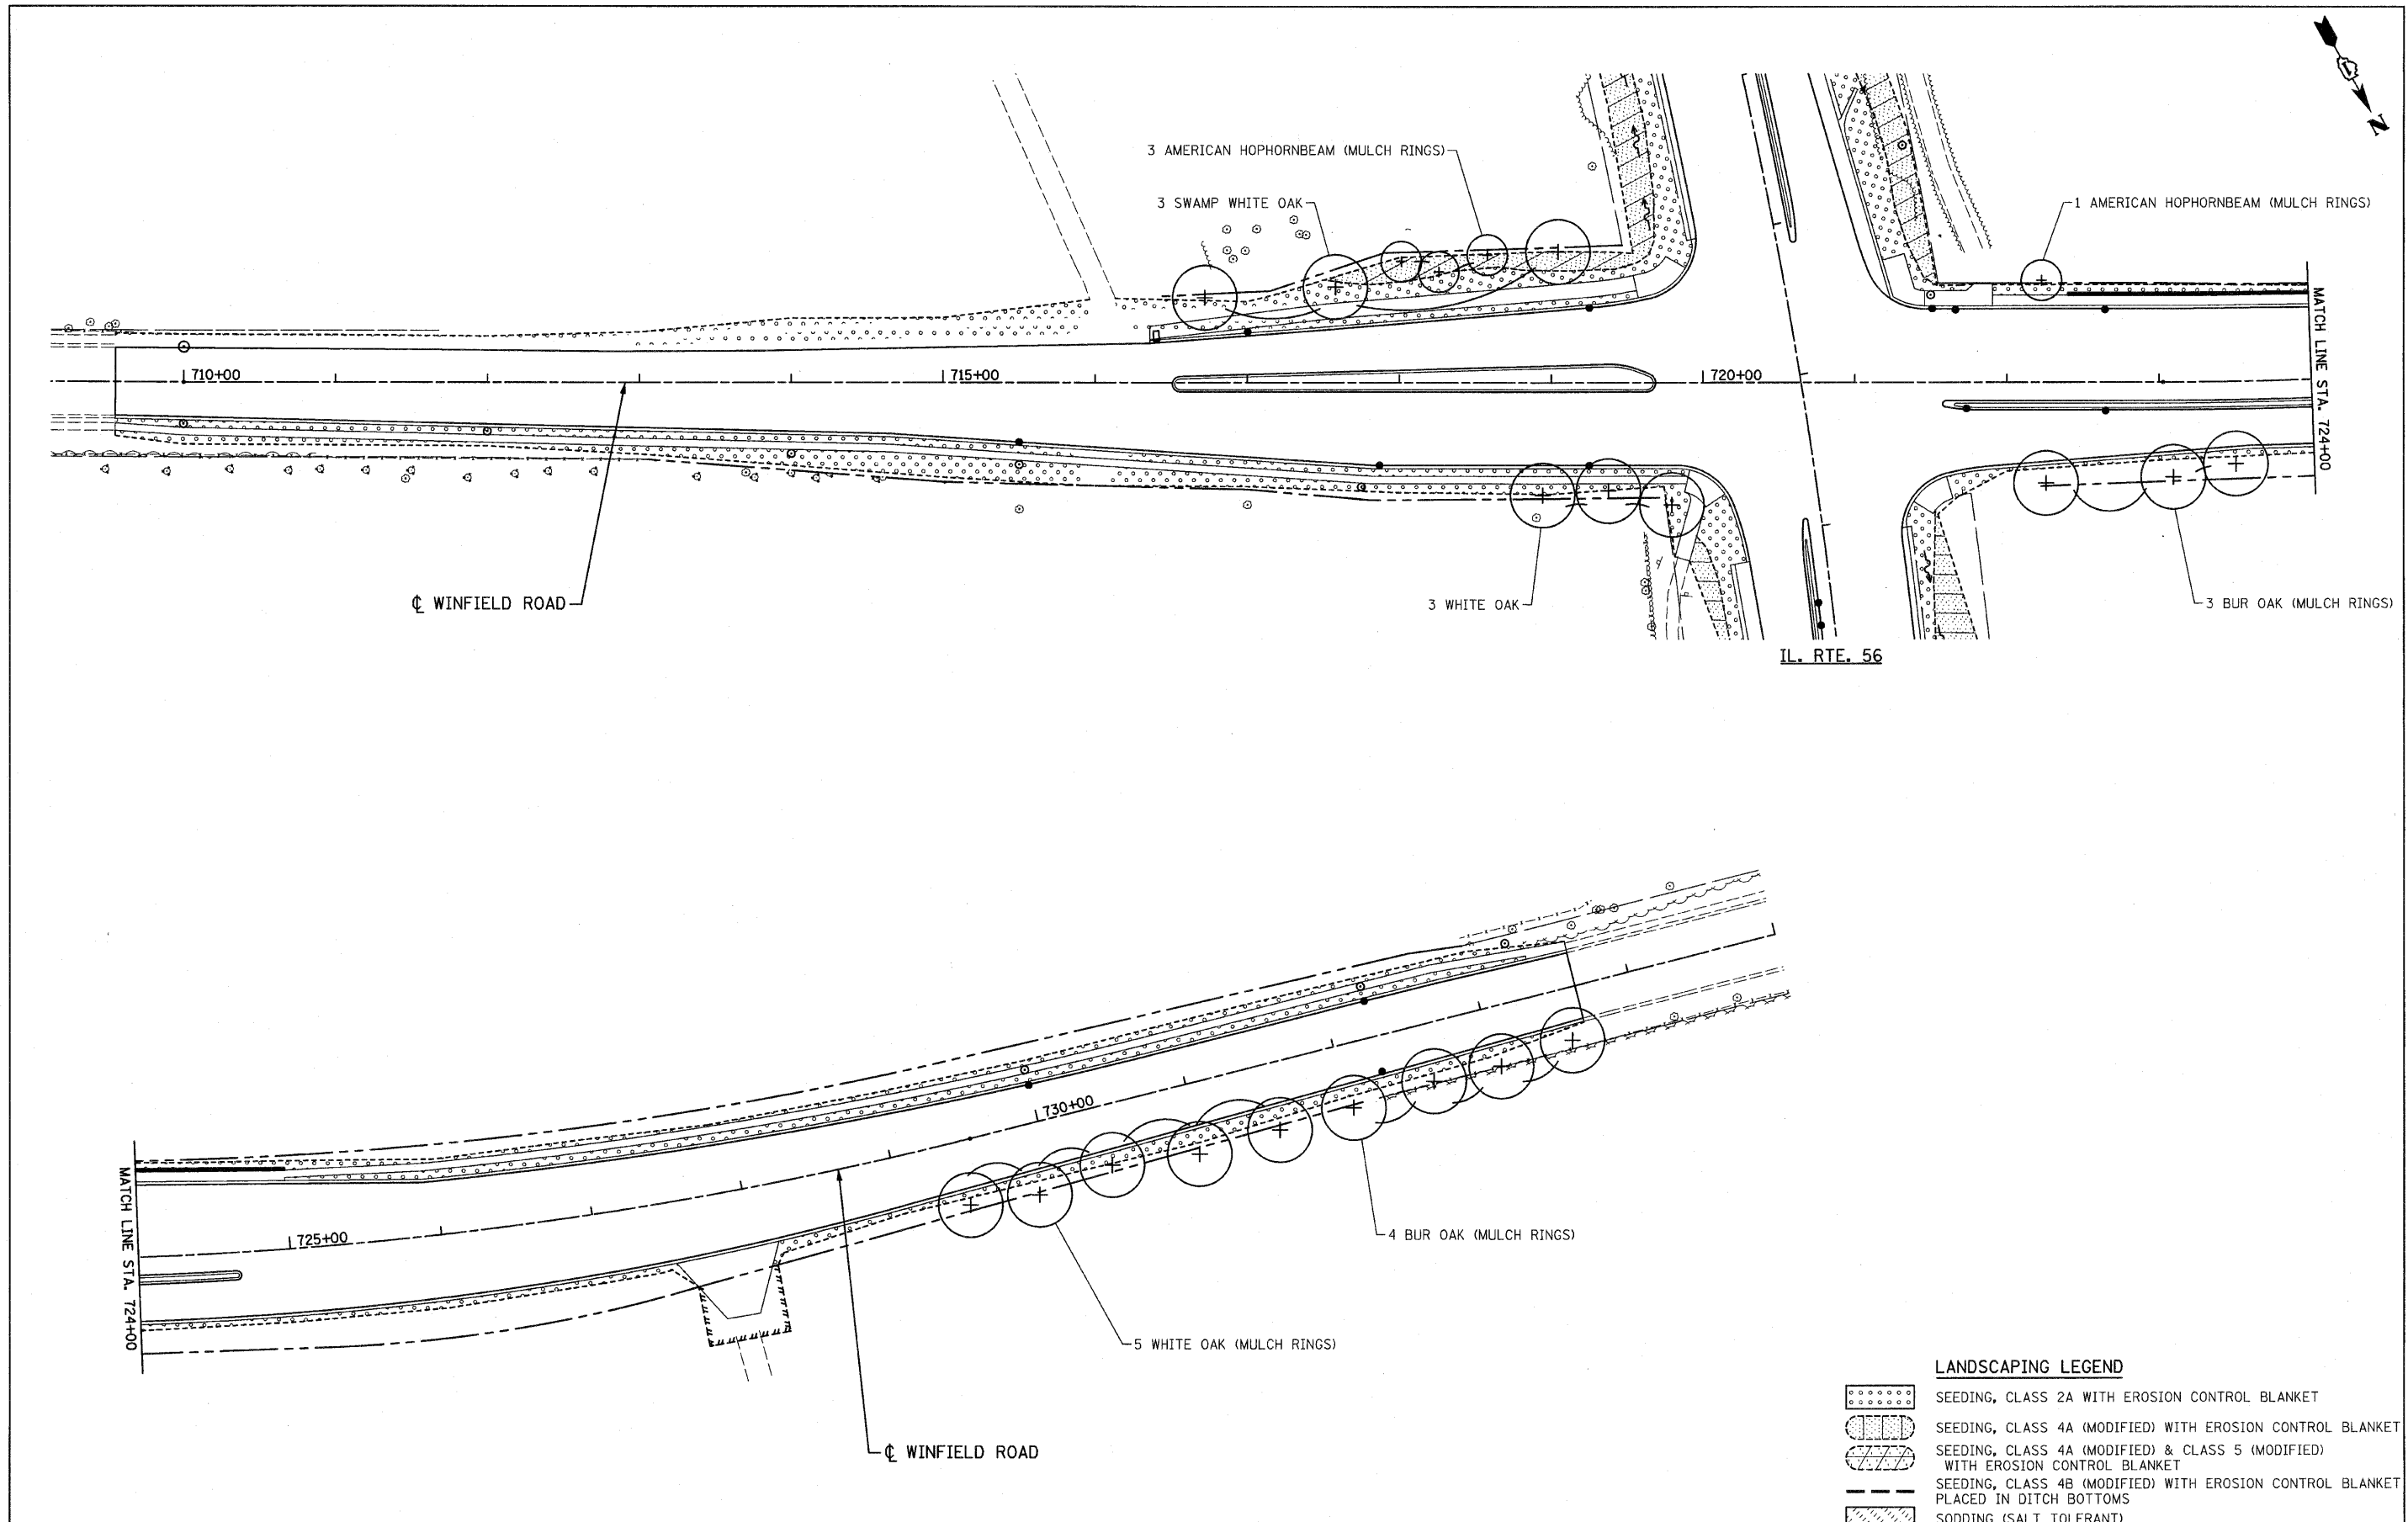 N
3 AMERICAN HOPHORNBEAM (MULCH RINGS)
3 SWAMP WHITE OAK
1 AMERICAN HOPHORNBEAM (MULCH RINGS)
710+00
715+00
720+00
MATCH LINE STA. 724+00
℄ WINFIELD ROAD
3 WHITE OAK
3 BUR OAK (MULCH RINGS)
IL. RTE. 56
MATCH LINE STA. 724+00
725+00
730+00
4 BUR OAK (MULCH RINGS)
5 WHITE OAK (MULCH RINGS)
℄ WINFIELD ROAD
LANDSCAPING LEGEND
SEEDING, CLASS 2A WITH EROSION CONTROL BLANKET
SEEDING, CLASS 4A (MODIFIED) WITH EROSION CONTROL BLANKET
SEEDING, CLASS 4A (MODIFIED) & CLASS 5 (MODIFIED)
WITH EROSION CONTROL BLANKET
SEEDING, CLASS 4B (MODIFIED) WITH EROSION CONTROL BLANKET
PLACED IN DITCH BOTTOMS
SODDING (SALT TOLERANT)